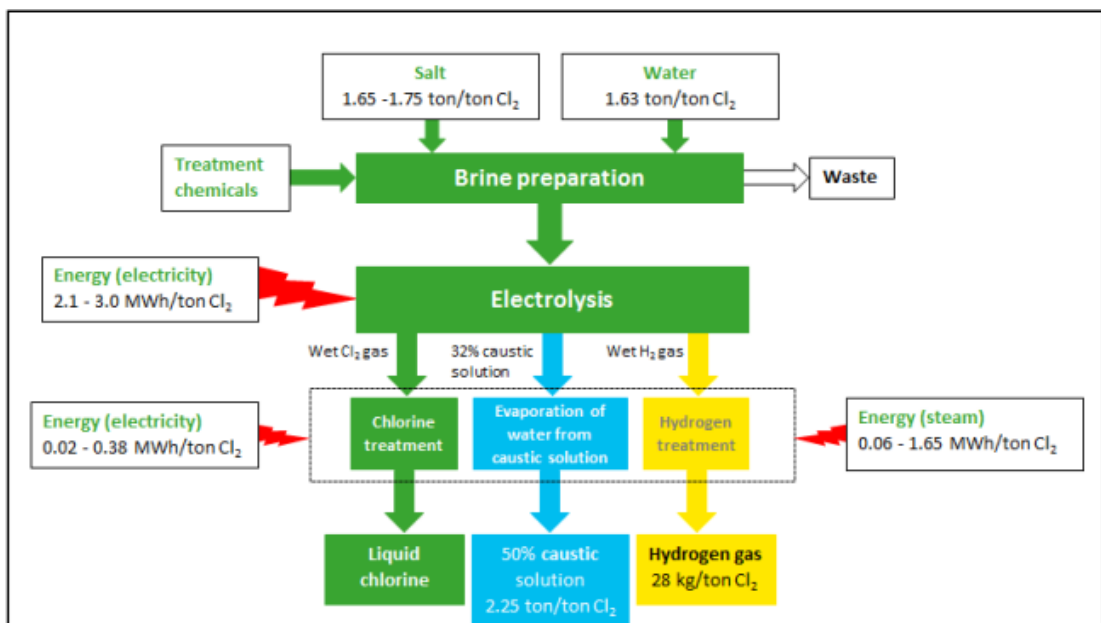 Salt
1.65 -1.75 ton/ton Cl₂
Water
1.63 ton/ton Cl₂
Treatment
chemicals
Brine preparation
Waste
Energy (electricity)
2.1 - 3.0 MWh/ton Cl₂
Electrolysis
Wet Cl₂ gas
32% caustic
solution
Wet H₂ gas
Energy (electricity)
0.02 - 0.38 MWh/ton Cl₂
Chlorine
treatment
Evaporation of
water from
caustic solution
Hydrogen
treatment
Energy (steam)
0.06 - 1.65 MWh/ton Cl₂
Liquid
chlorine
50% caustic
solution
2.25 ton/ton Cl₂
Hydrogen gas
28 kg/ton Cl₂